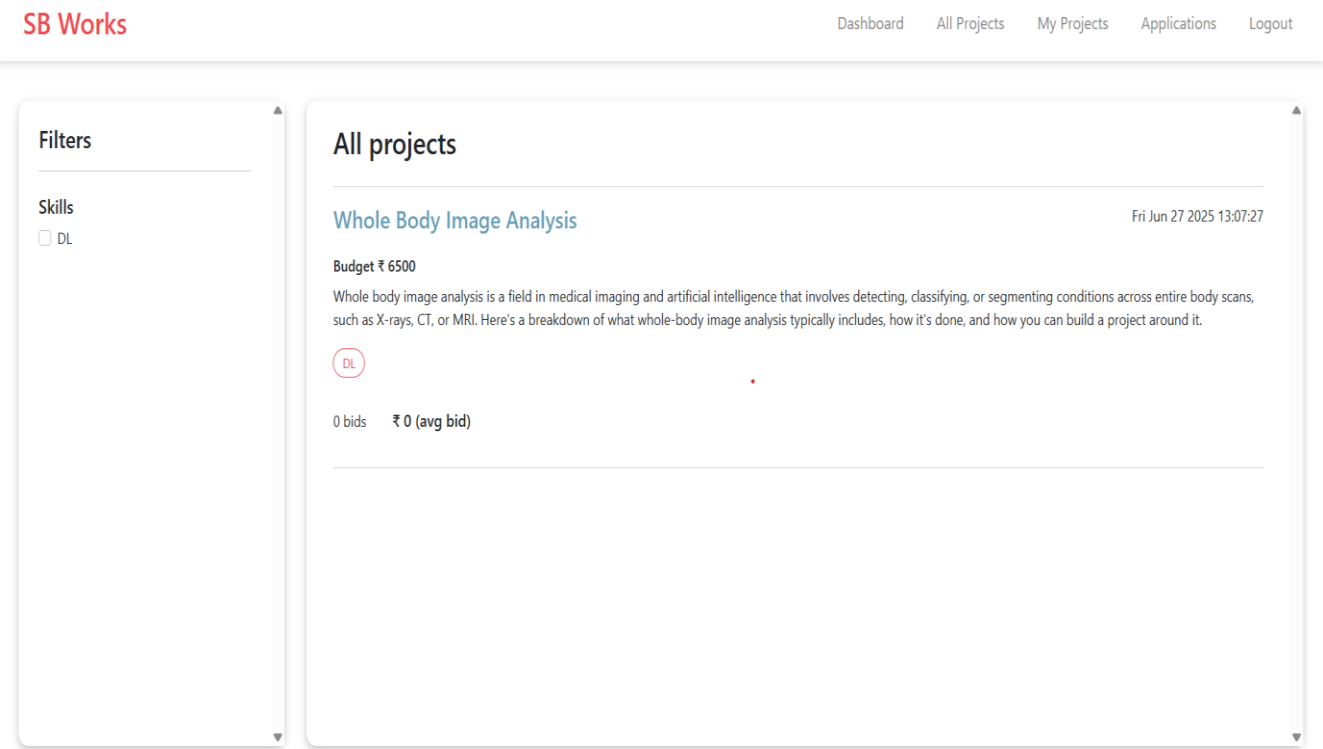 SB Works
Dashboard All Projects My Projects Applications Logout
Filters
Skills
DL
All projects
Whole Body Image Analysis
Fri Jun 27 2025 13:07:27
Budget ₹ 6500
Whole body image analysis is a field in medical imaging and artificial intelligence that involves detecting, classifying, or segmenting conditions across entire body scans,
such as X-rays, CT, or MRI. Here's a breakdown of what whole-body image analysis typically includes, how it's done, and how you can build a project around it.
DL
0 bids ₹ 0 (avg bid)